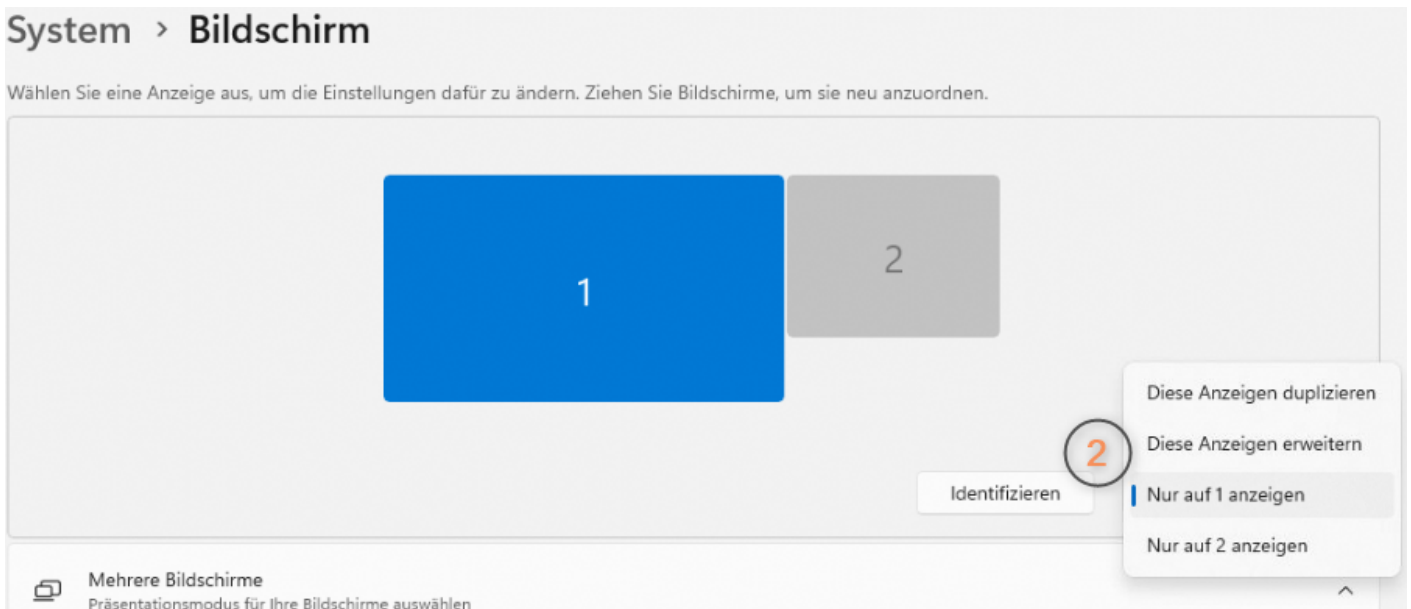 System > Bildschirm
Wählen Sie eine Anzeige aus, um die Einstellungen dafür zu ändern. Ziehen Sie Bildschirme, um sie neu anzuordnen.
1
2
Diese Anzeigen duplizieren
2
Diese Anzeigen erweitern
Identifizieren
Nur auf 1 anzeigen
Nur auf 2 anzeigen
Mehrere Bildschirme
Präsentationsmodus für Ihre Bildschirme auswählen